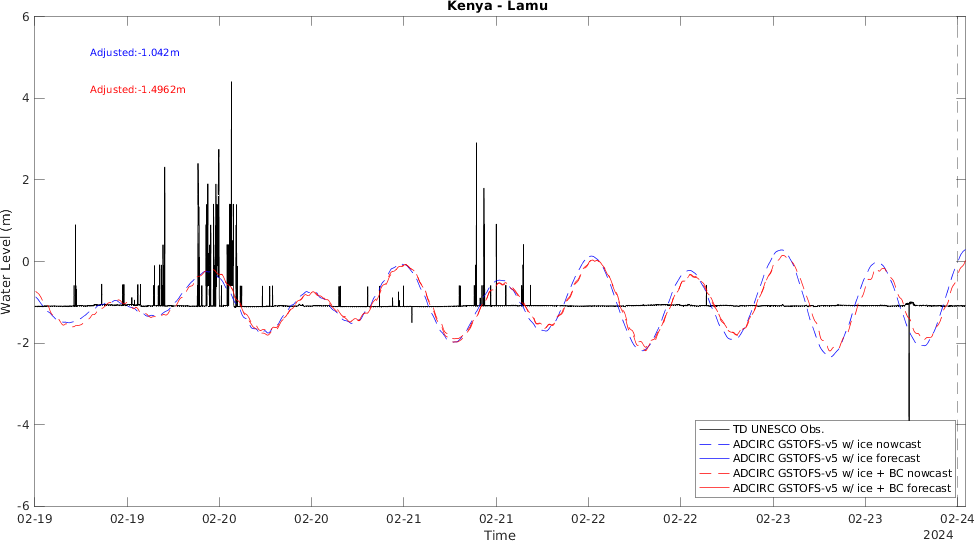 Kenya - Lamu
Adjusted:-1.042m
Adjusted:-1.4962m
Water Level (m)
6
4
2
0
-2
-4
-6
TD UNESCO Obs.
ADCIRC GSTOFS-v5 w/ ice nowcast
ADCIRC GSTOFS-v5 w/ ice forecast
ADCIRC GSTOFS-v5 w/ ice + BC nowcast
ADCIRC GSTOFS-v5 w/ ice + BC forecast
02-19 02-19 02-20 02-20 02-21 02-21 02-22 02-22 02-23 02-23 02-24
Time
2024